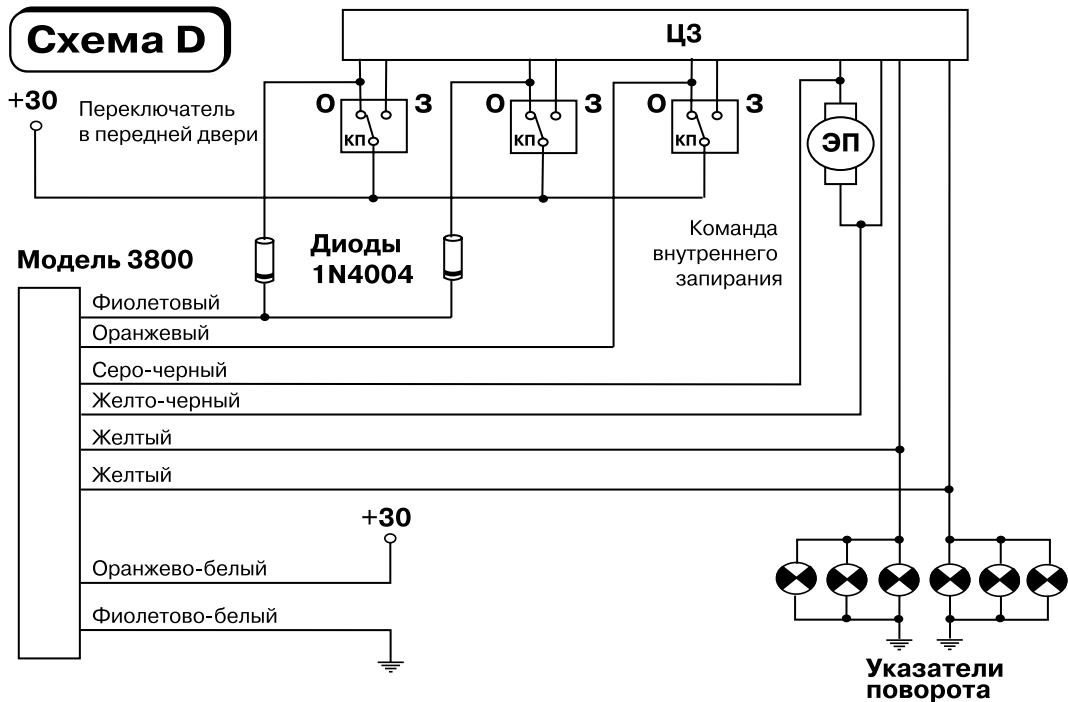 Схема D
ЦЗ
+30
Переключатель
в передней двери
О
З
КП
О
З
КП
О
З
КП
ЭП
Команда
внутреннего
запирания
Диоды
1N4004
Модель 3800
Фиолетовый
Оранжевый
Серо-черный
Желто-черный
Желтый
Желтый
+30
Оранжево-белый
Фиолетово-белый
Указатели
поворота